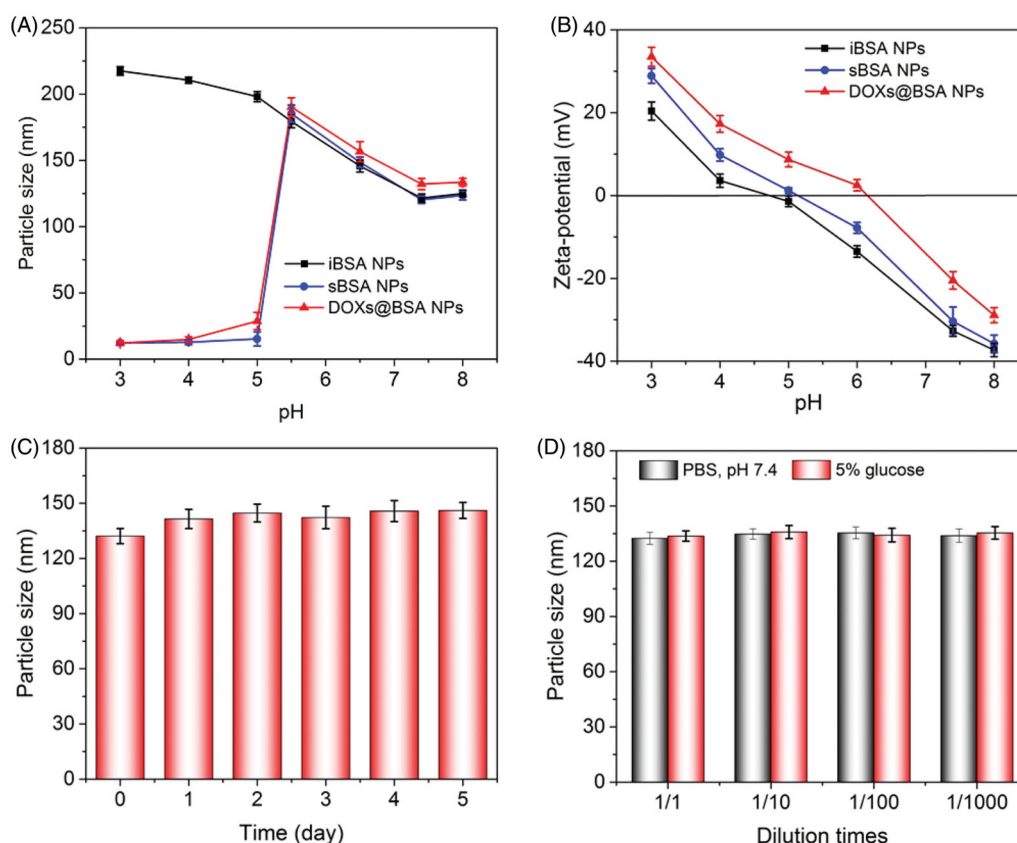 (A)
250
200
150
100
50
0
Particle size (nm)
iBSA NPs
sBSA NPs
DOXs@BSA NPs
3 4 5 6 7 8
pH
(B)
40
20
0
-20
-40
Zeta-potential (mV)
iBSA NPs
sBSA NPs
DOXs@BSA NPs
3 4 5 6 7 8
pH
(C)
180
150
120
90
60
30
0
Particle size (nm)
0 1 2 3 4 5
Time (day)
(D)
180
150
120
90
60
30
0
Particle size (nm)
PBS, pH 7.4 5% glucose
1/1 1/10 1/100 1/1000
Dilution times